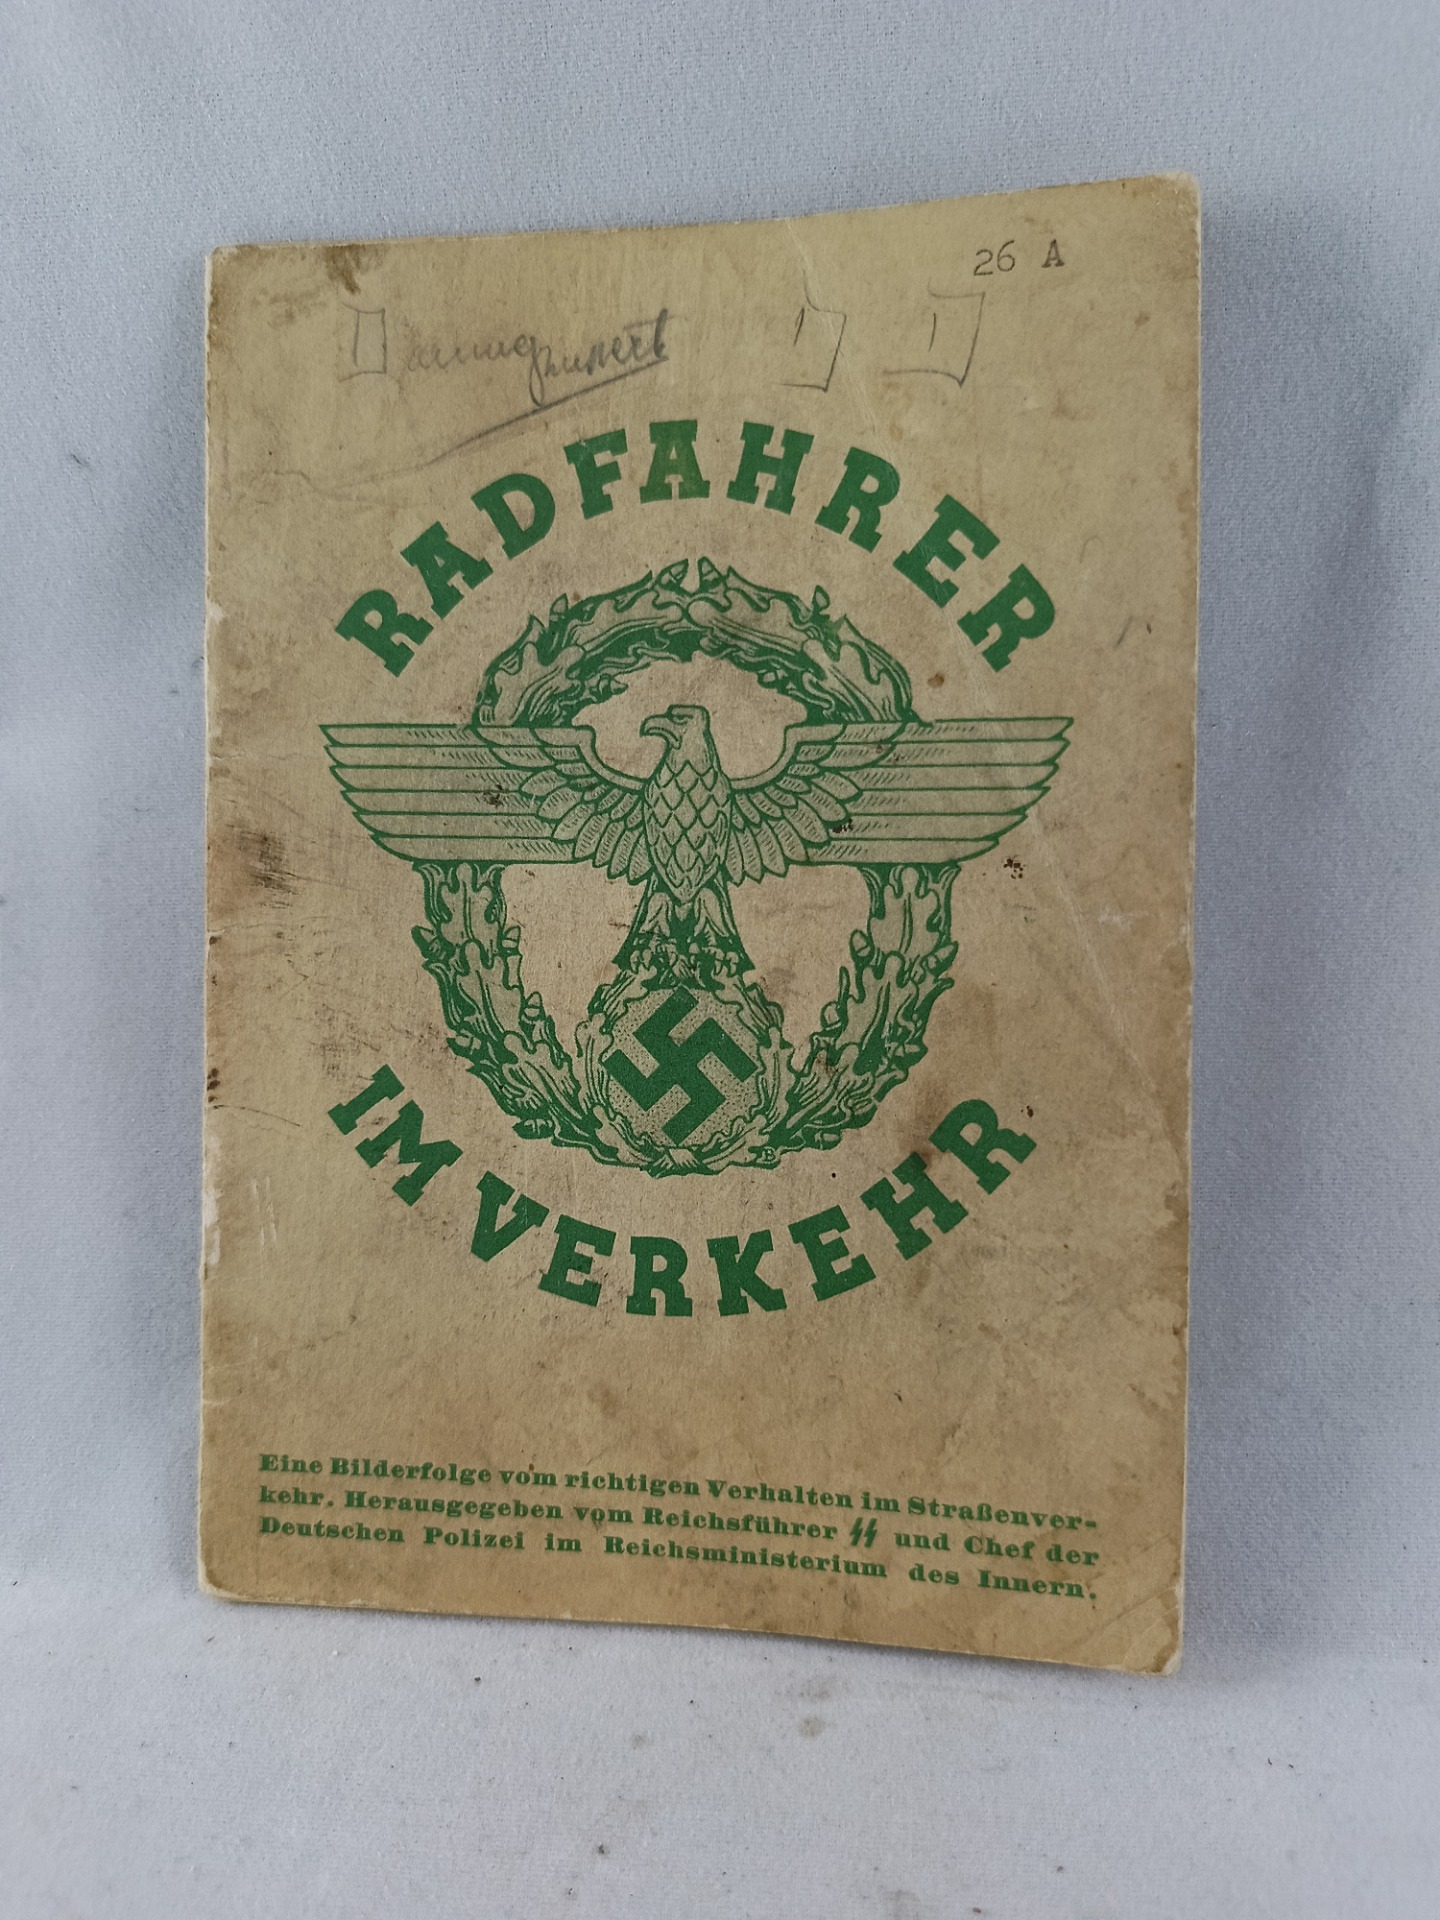 26 A
RADFAHRER
IM VERKEHR
Eine Bilderfolge vom richtigen Verhalten im Straßenver-
kehr. Herausgegeben vom Reichsführer SS und Chef der
Deutschen Polizei im Reichsministerium des Innern.